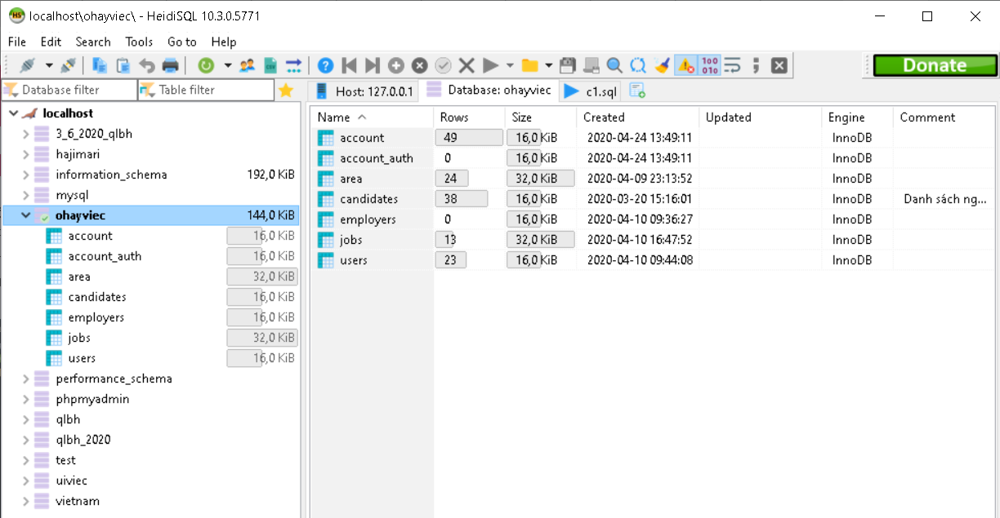 localhost\ohayviec\ - HeidiSQL 10.3.0.5771
File Edit Search Tools Go to Help
Donate
Database filter Table filter
Host: 127.0.0.1 Database: ohayviec c1.sql
localhost
3_6_2020_qlbh
hajimari
information_schema 192,0 KiB
mysql
ohayviec 144,0 KiB
account 16,0 KiB
account_auth 16,0 KiB
area 32,0 KiB
candidates 16,0 KiB
employers 16,0 KiB
jobs 32,0 KiB
users 16,0 KiB
performance_schema
phpmyadmin
qlbh
qlbh_2020
test
uiviec
vietnam
Name Rows Size Created Updated Engine Comment
account 49 16,0 KiB 2020-04-24 13:49:11 InnoDB
account_auth 0 16,0 KiB 2020-04-24 13:49:11 InnoDB
area 24 32,0 KiB 2020-04-09 23:13:52 InnoDB
candidates 38 16,0 KiB 2020-03-20 15:16:01 InnoDB Danh sách ng...
employers 0 16,0 KiB 2020-04-10 09:36:27 InnoDB
jobs 13 32,0 KiB 2020-04-10 16:47:52 InnoDB
users 23 16,0 KiB 2020-04-10 09:44:08 InnoDB